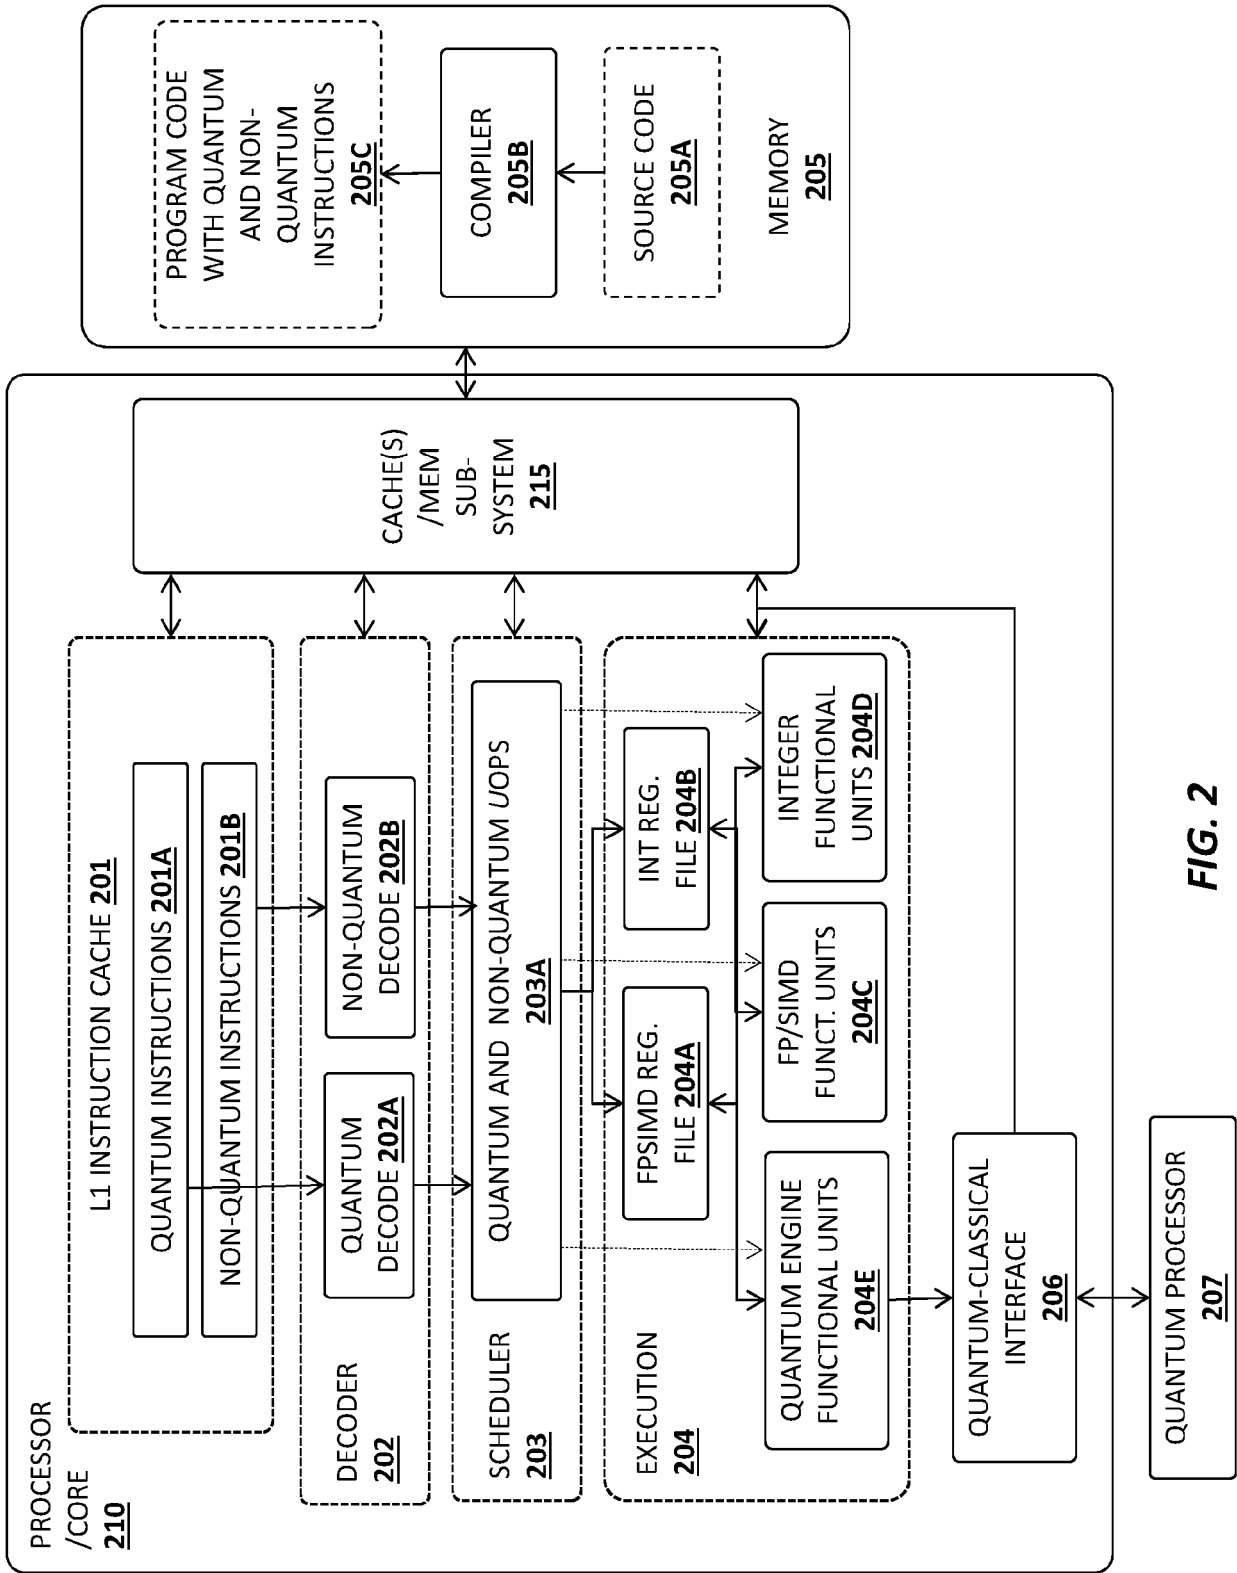 PROCESSOR
/CORE
210
L1 INSTRUCTION CACHE 201
QUANTUM INSTRUCTIONS 201A
NON-QUANTUM INSTRUCTIONS 201B
DECODER
202
QUANTUM
DECODE 202A
NON-QUANTUM
DECODE 202B
SCHEDULER
203
QUANTUM AND NON-QUANTUM UOPS
203A
EXECUTION
204
FPSIMD REG.
FILE 204A
INT REG.
FILE 204B
QUANTUM ENGINE
FUNCTIONAL UNITS
204E
FP/SIMD
FUNCT. UNITS
204C
INTEGER
FUNCTIONAL
UNITS 204D
QUANTUM-CLASSICAL
INTERFACE
206
QUANTUM PROCESSOR
207
CACHE(S)
/MEM
SUB-
SYSTEM
215
PROGRAM CODE
WITH QUANTUM
AND NON-
QUANTUM
INSTRUCTIONS
205C
COMPILER
205B
SOURCE CODE
205A
MEMORY
205
FIG. 2